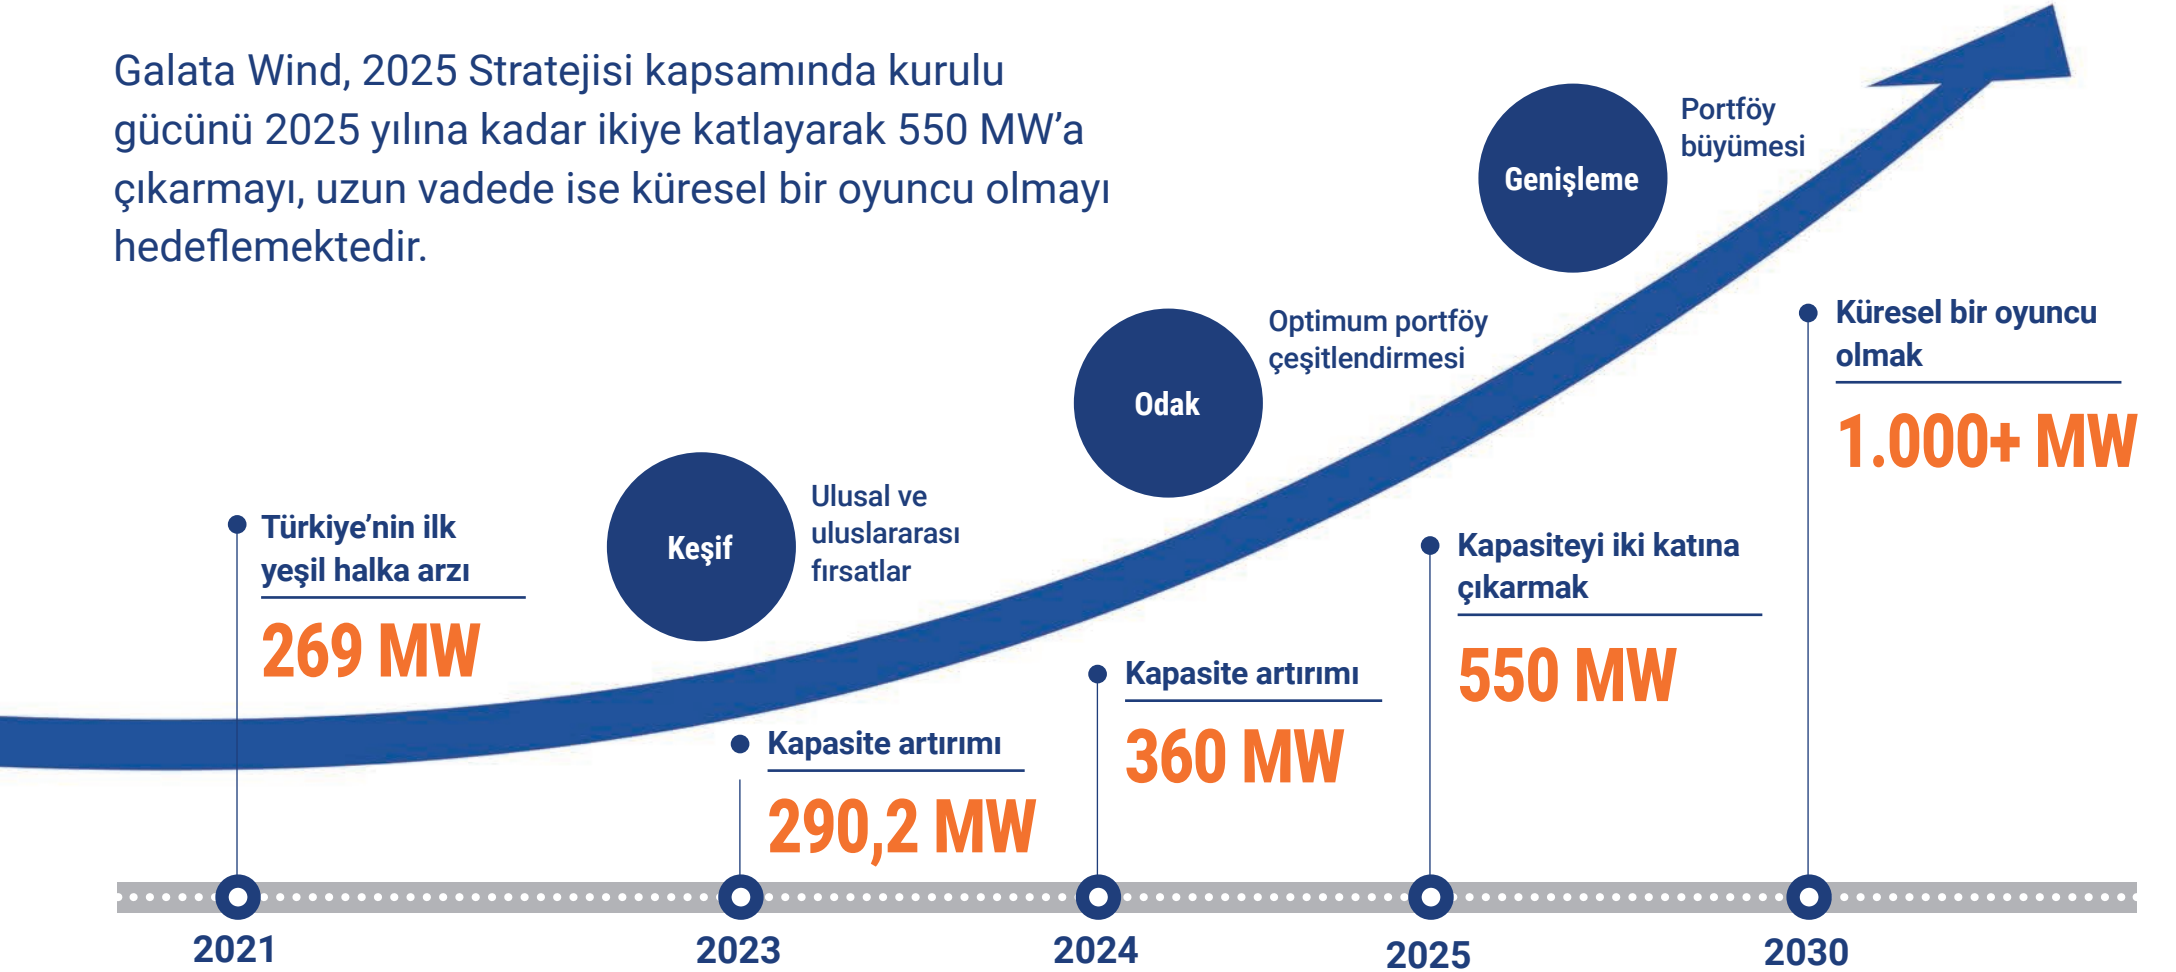 Galata Wind, 2025 Stratejisi kapsamında kurulu
gücünü 2025 yılına kadar ikiye katlayarak 550 MW’a
çıkarmayı, uzun vadede ise küresel bir oyuncu olmayı
hedeflemektedir.
Türkiye’nin ilk
yeşil halka arzı
269 MW
Keşif
Ulusal ve
uluslararası
fırsatlar
Kapasite artırımı
290,2 MW
Odak
Optimum portföy
çeşitlendirmesi
Kapasite artırımı
360 MW
Genişleme
Portföy
büyümesi
Kapasiteyi iki katına
çıkarmak
550 MW
Küresel bir oyuncu
olmak
1.000+ MW
2021
2023
2024
2025
2030